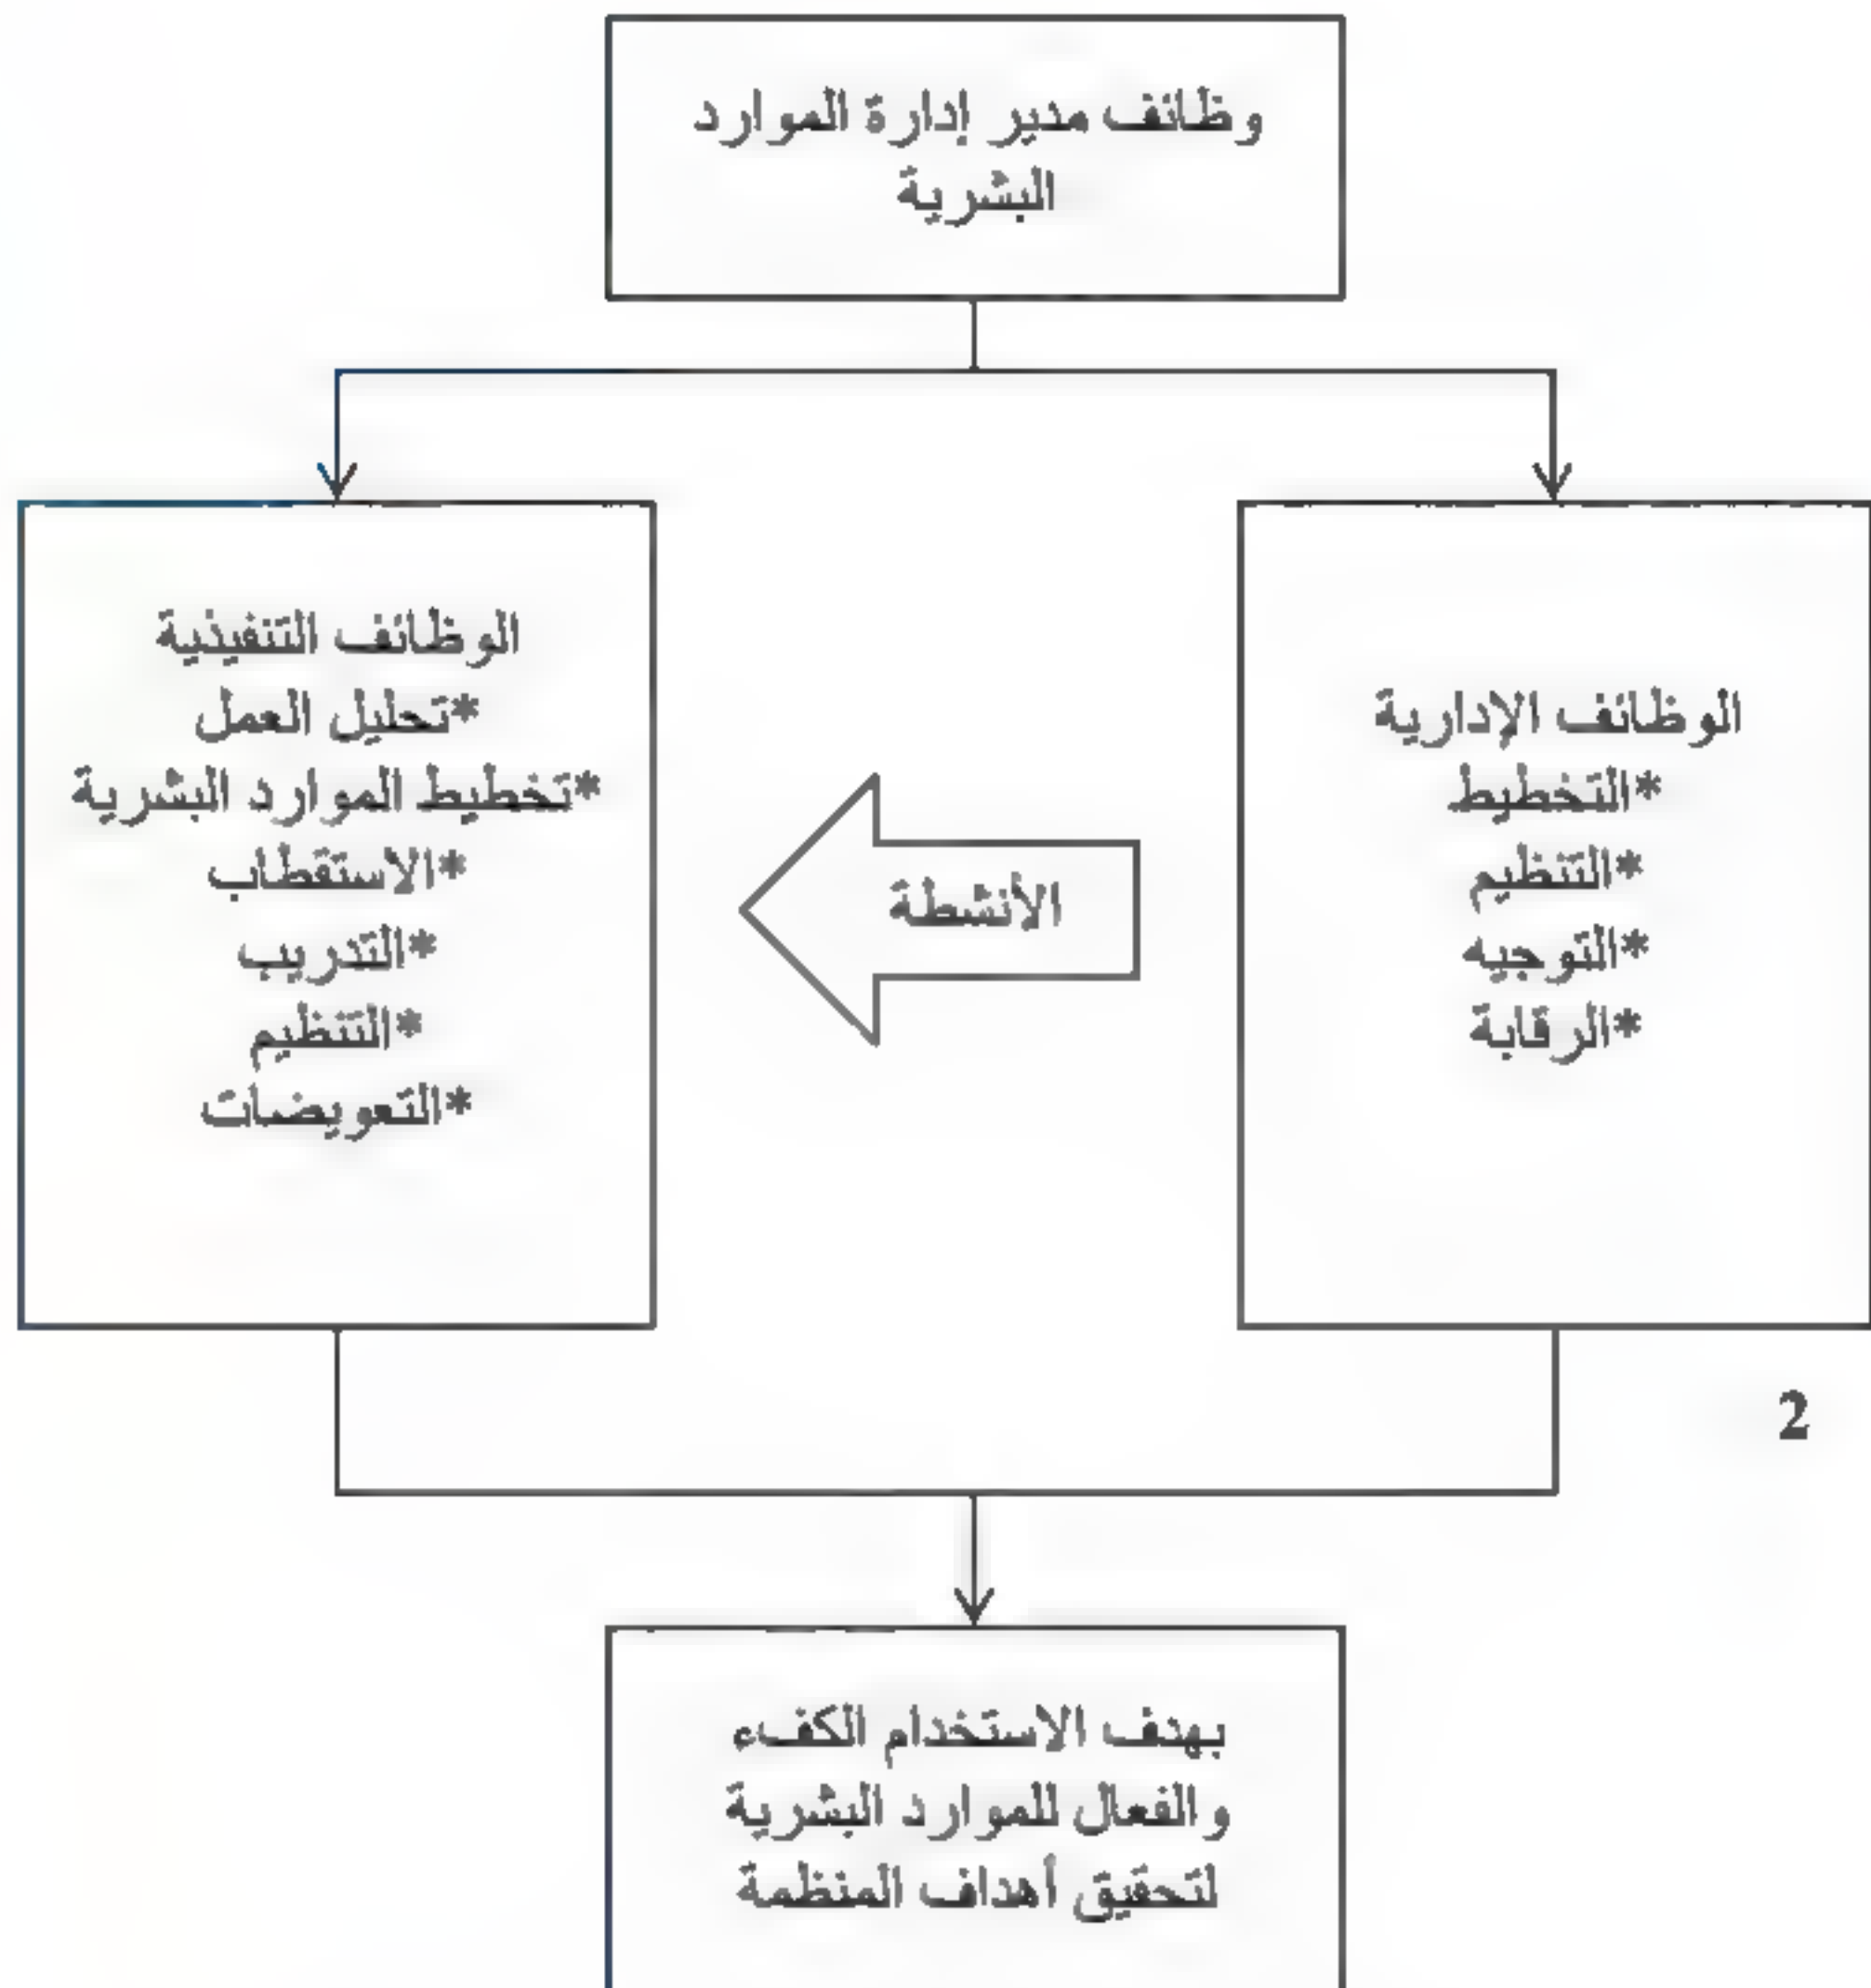 وظائف مدير إدارة الموارد
البشرية
الوظائف الإدارية
*التخطيط
*التنظيم
*التوجيه
*الرقابة
الأنشطة
الوظائف التنفيذية
*تحليل العمل
*تخطيط الموارد البشرية
*الاستقطاب
*التدريب
*التنظيم
*التعويضات
2
بهدف الاستخدام الكفء
والفعال للموارد البشرية
لتحقيق أهداف المنظمة